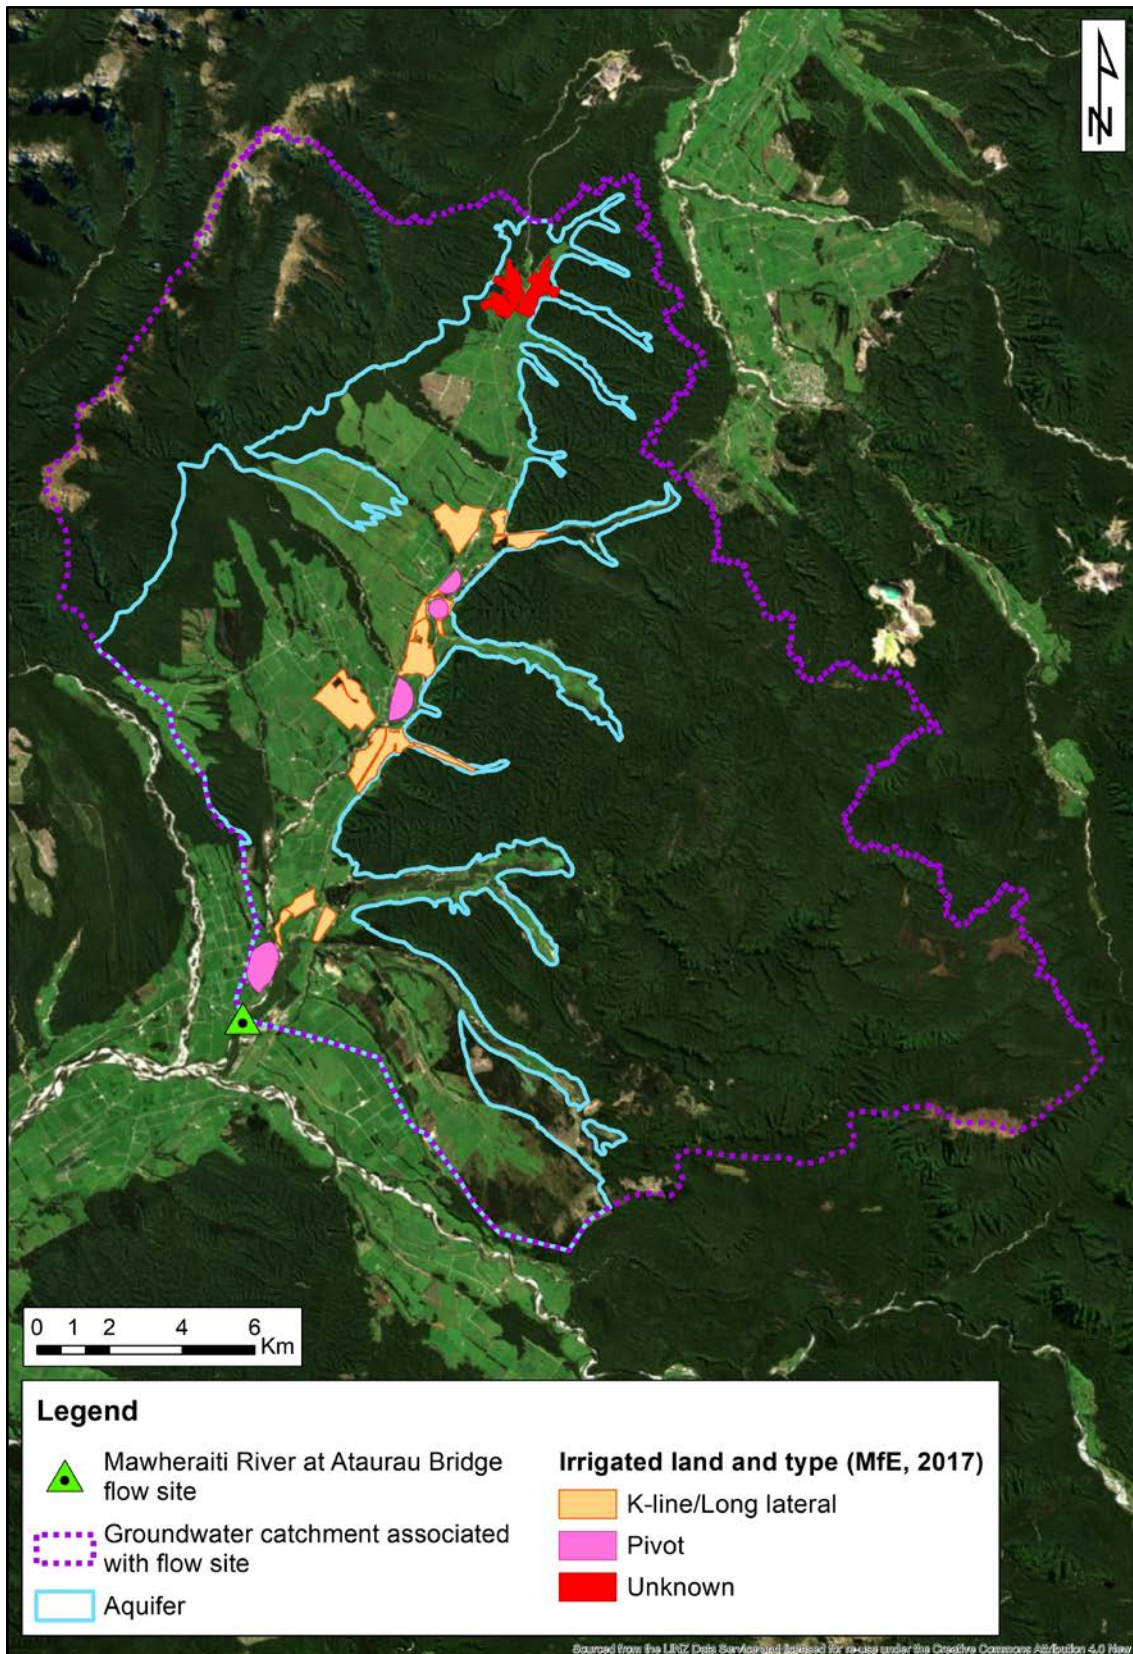 N
0 1 2 4 6
Km
Legend
Mawheraiti River at Ataurau Bridge
flow site
Groundwater catchment associated
with flow site
Aquifer
Irrigated land and type (MfE, 2017)
K-line/Long lateral
Pivot
Unknown
Sourced from the LINZ Data Service and licensed for re-use under the Creative Commons Attribution 4.0 New